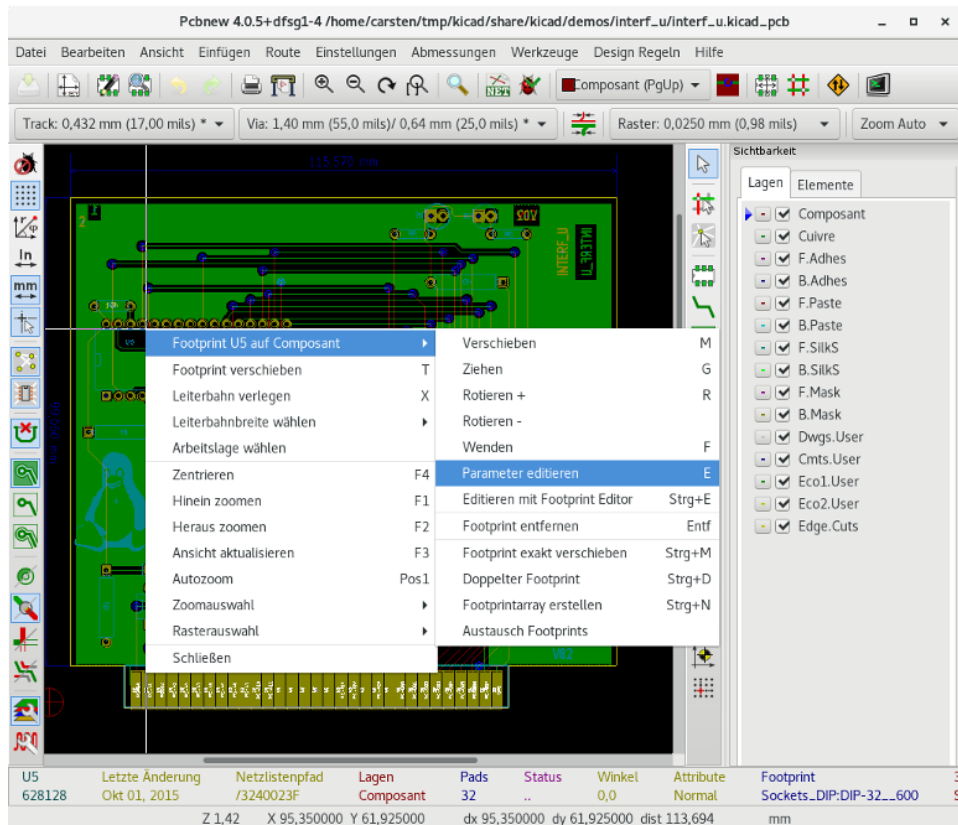 Pcbnew 4.0.5+dfsg1-4 /home/carsten/tmp/kicad/share/kicad/demos/interf_u/interf_u.kicad_pcb
Datei Bearbeiten Ansicht Einfügen Route Einstellungen Abmessungen Werkzeuge Design Regeln Hilfe
NET Composant (PgUp)
Track: 0,432 mm (17,00 mils) * Via: 1,40 mm (55,0 mils)/ 0,64 mm (25,0 mils) * Raster: 0,0250 mm (0,98 mils) Zoom Auto
Sichtbarkeit
Lagen Elemente
Composant
Cuivre
F.Adhes
B.Adhes
F.Paste
B.Paste
F.SilkS
B.SilkS
F.Mask
B.Mask
Dwgs.User
Cmts.User
Eco1.User
Eco2.User
Edge.Cuts
In
mm
115,570 mm
2
INTERF_U
INTERF_U
Footprint U5 auf Composant
Footprint verschieben T
Leiterbahn verlegen X
Leiterbahnbreite wählen
Arbeitslage wählen
Zentrieren F4
Hinein zoomen F1
Heraus zoomen F2
Ansicht aktualisieren F3
Autozoom Pos1
Zoomauswahl
Rasterauswahl
Schließen
Verschieben M
Ziehen G
Rotieren + R
Rotieren -
Wenden F
Parameter editieren E
Editieren mit Footprint Editor Strg+E
Footprint entfernen Entf
Footprint exakt verschieben Strg+M
Doppelter Footprint Strg+D
Footprintarray erstellen Strg+N
Austausch Footprints
U5 Letzte Änderung Netzlistenpfad Lagen Pads Status Winkel Attribute Footprint
628128 Okt 01, 2015 /3240023F Composant 32 .. 0,0 Normal Sockets_DIP:DIP-32__600
Z 1,42 X 95,350000 Y 61,925000 dx 95,350000 dy 61,925000 dist 113,694 mm